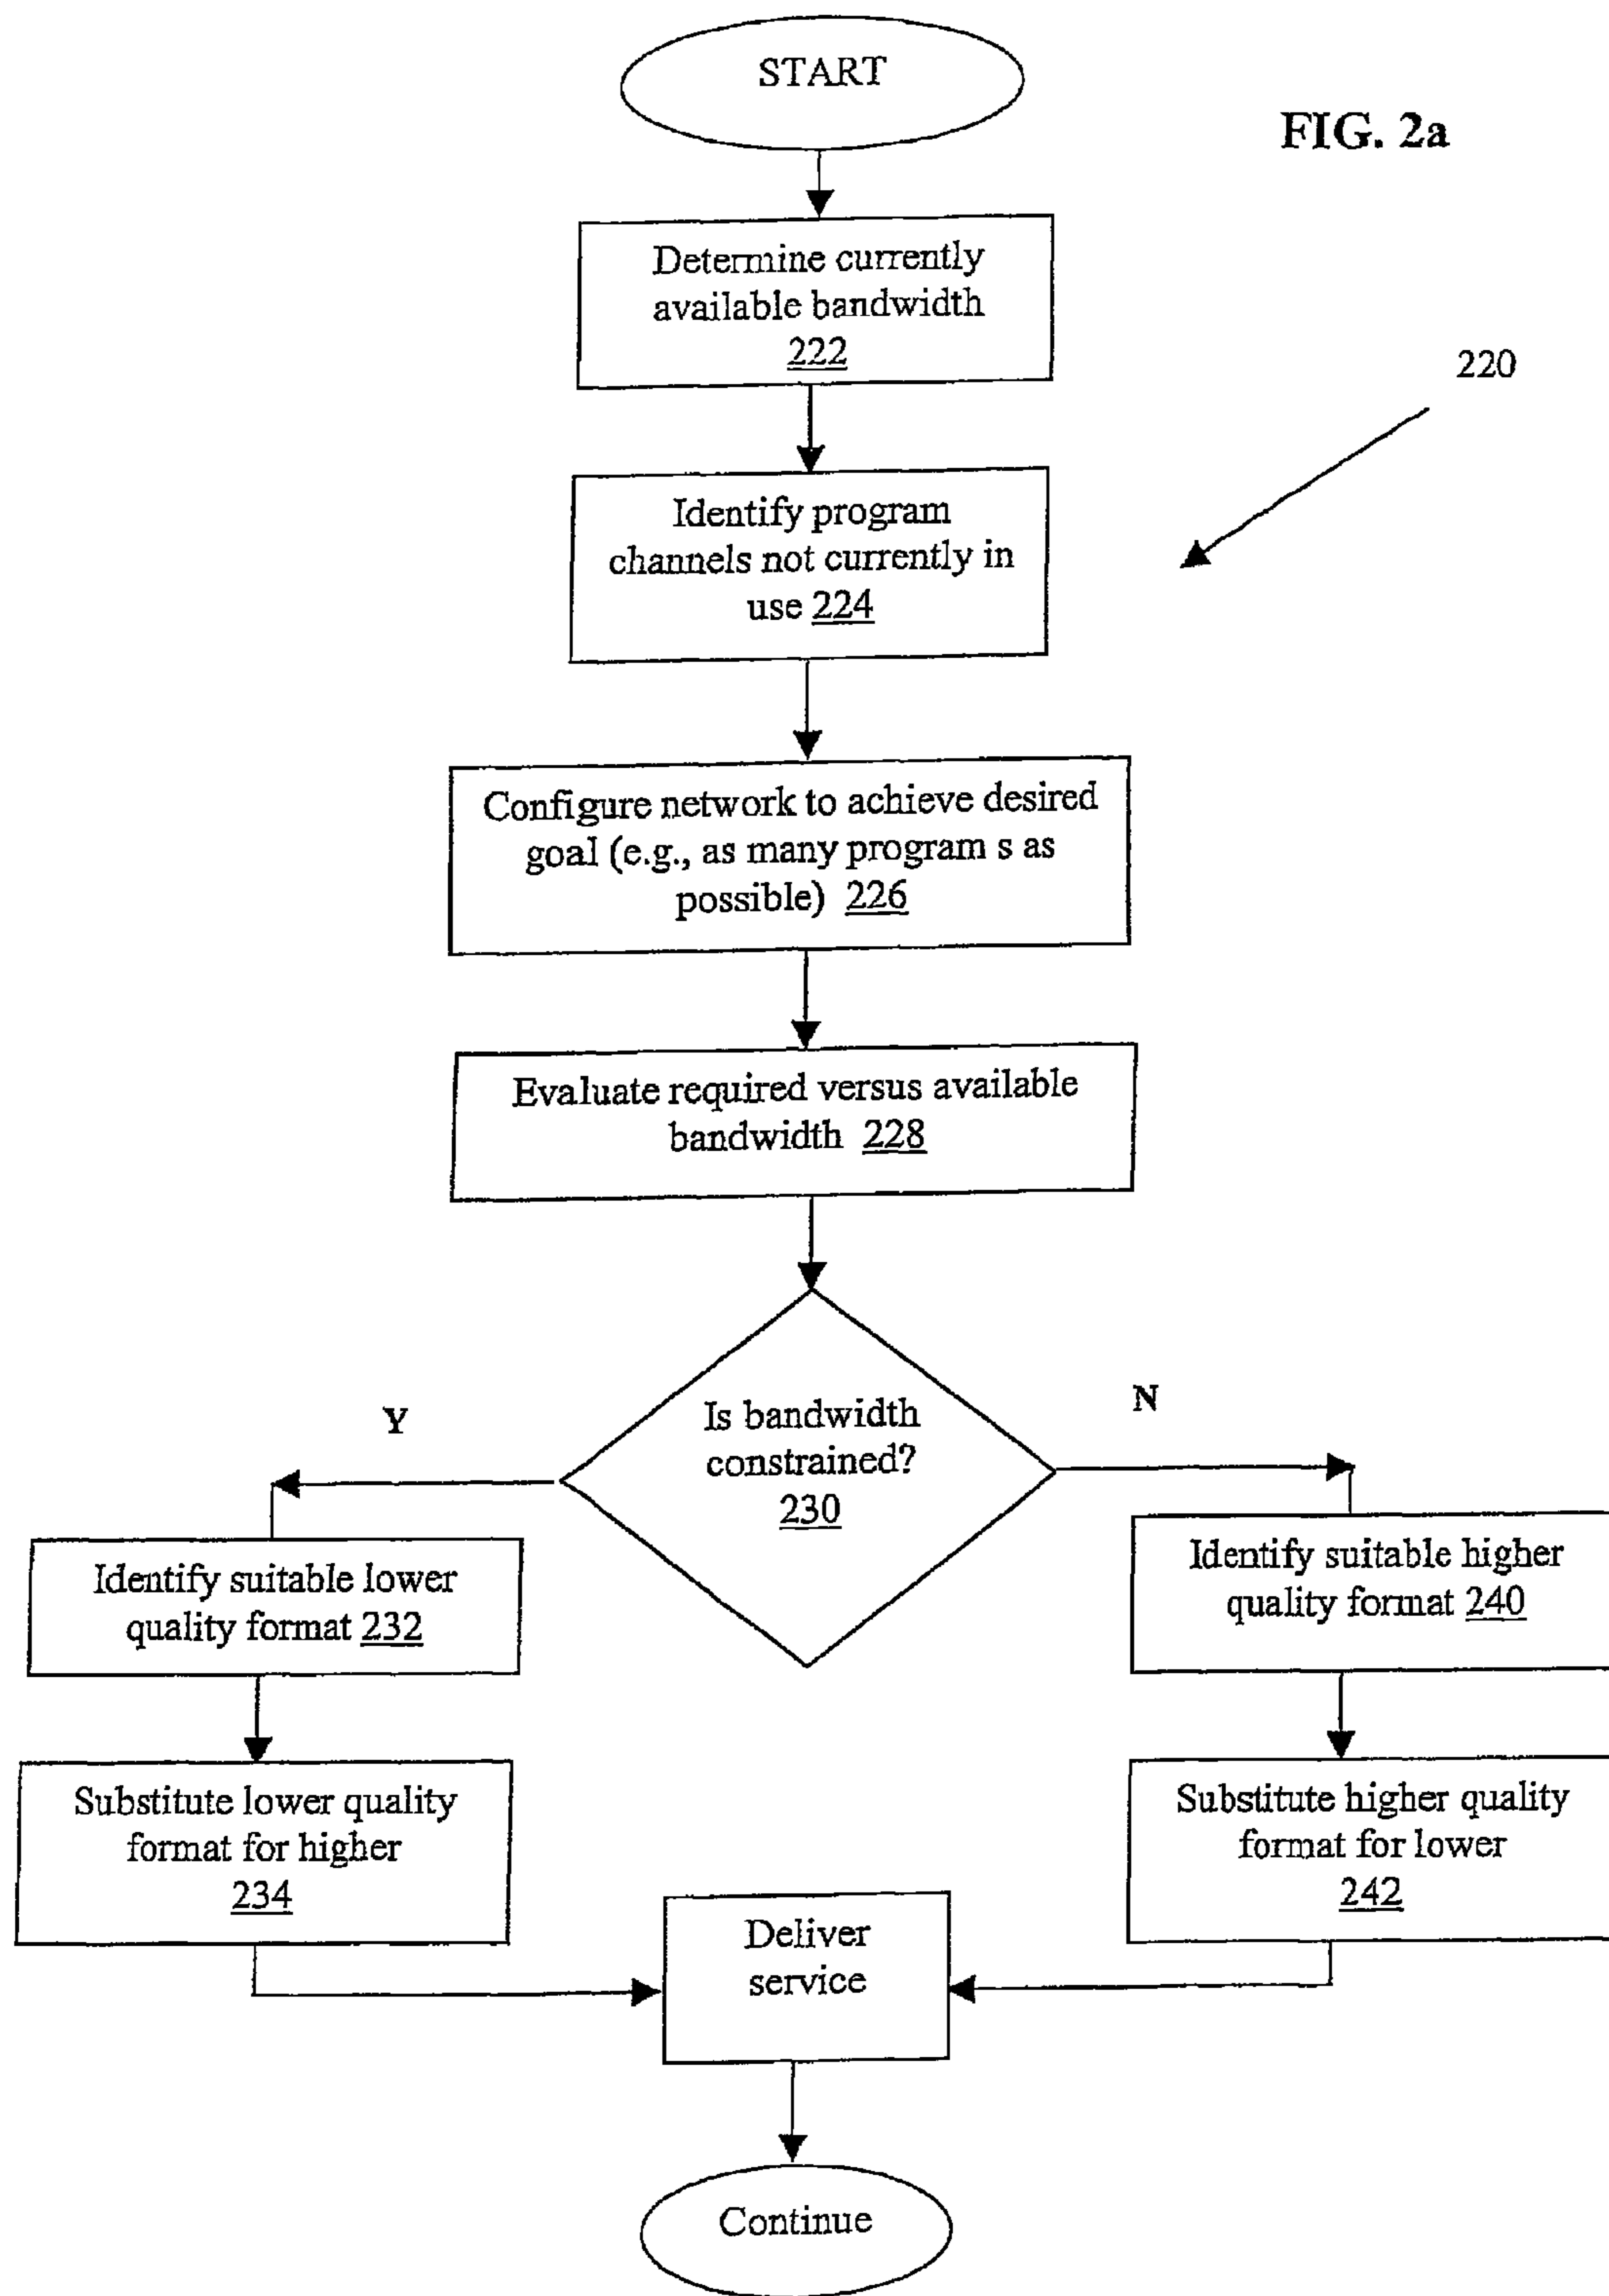 START
FIG. 2a
Determine currently
available bandwidth
222
220
Identify program
channels not currently in
use 224
Configure network to achieve desired
goal (e.g., as many program s as
possible) 226
Evaluate required versus available
bandwidth 228
Y
N
Is bandwidth
constrained?
230
Identify suitable lower
quality format 232
Identify suitable higher
quality format 240
Substitute lower quality
format for higher
234
Substitute higher quality
format for lower
242
Deliver
service
Continue